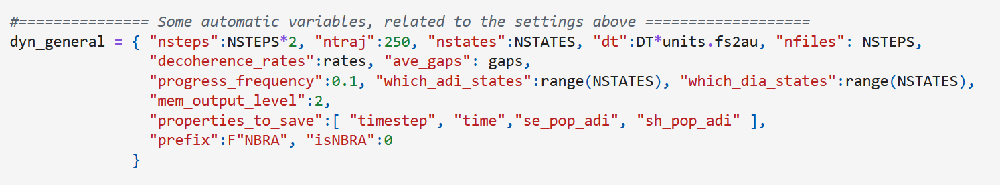 #=============== Some automatic variables, related to the settings above ===================
dyn_general = { "nsteps":NSTEPS*2, "ntraj":250, "nstates":NSTATES, "dt":DT*units.fs2au, "nfiles": NSTEPS,
                "decoherence_rates":rates, "ave_gaps": gaps,
                "progress_frequency":0.1, "which_adi_states":range(NSTATES), "which_dia_states":range(NSTATES),
                "mem_output_level":2,
                "properties_to_save":[ "timestep", "time","se_pop_adi", "sh_pop_adi" ],
                "prefix":F"NBRA", "isNBRA":0
              }